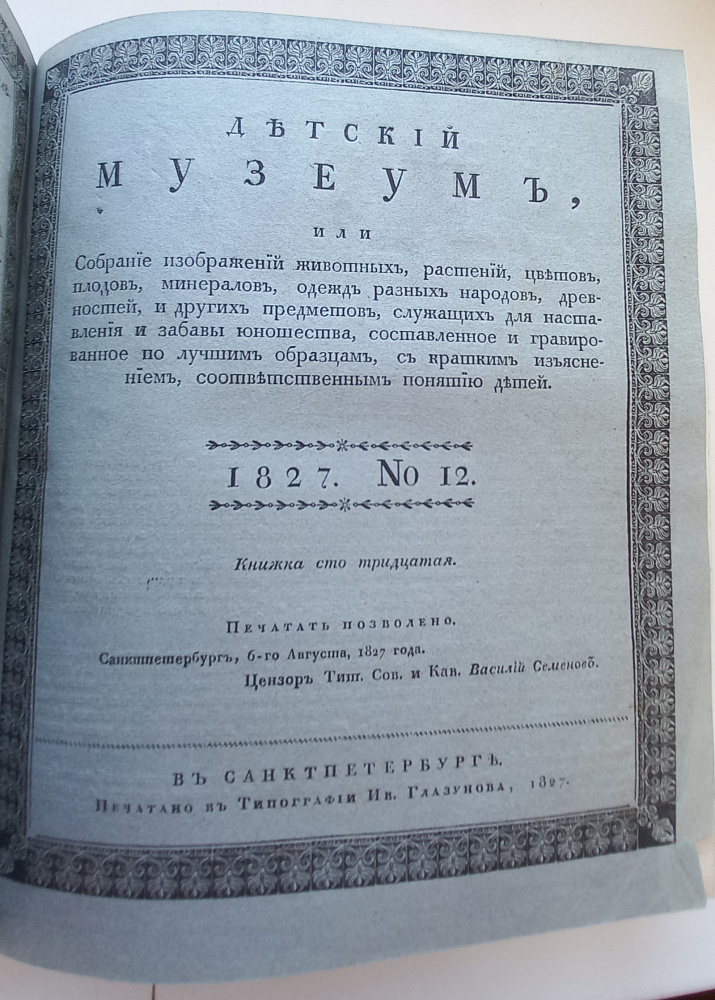 ДѢТСКІЙ
МУЗЕУМЪ,
или
Собраніе изображеній животныхъ, растеній, цвѣтовъ,
плодовъ, минераловъ, одеждъ разныхъ народовъ, древ-
ностей, и другихъ предметовъ, служащихъ для наста-
вленія и забавы юношества, составленное и гравиро-
ванное по лучшимъ образцамъ, съ краткимъ изъясне-
ніемъ, соотвѣтственнымъ понятію дѣтей.
1827. No 12.
Книжка сто тридцатая.
Печатать позволено.
Санктпетербургъ, 6-го Августа, 1827 года.
Цензоръ Тит. Сов. и Кав. Василій Семеновъ.
ВЪ САНКТПЕТЕРБУРГѢ.
Печатано въ Типографіи Ив. Глазунова, 1827.